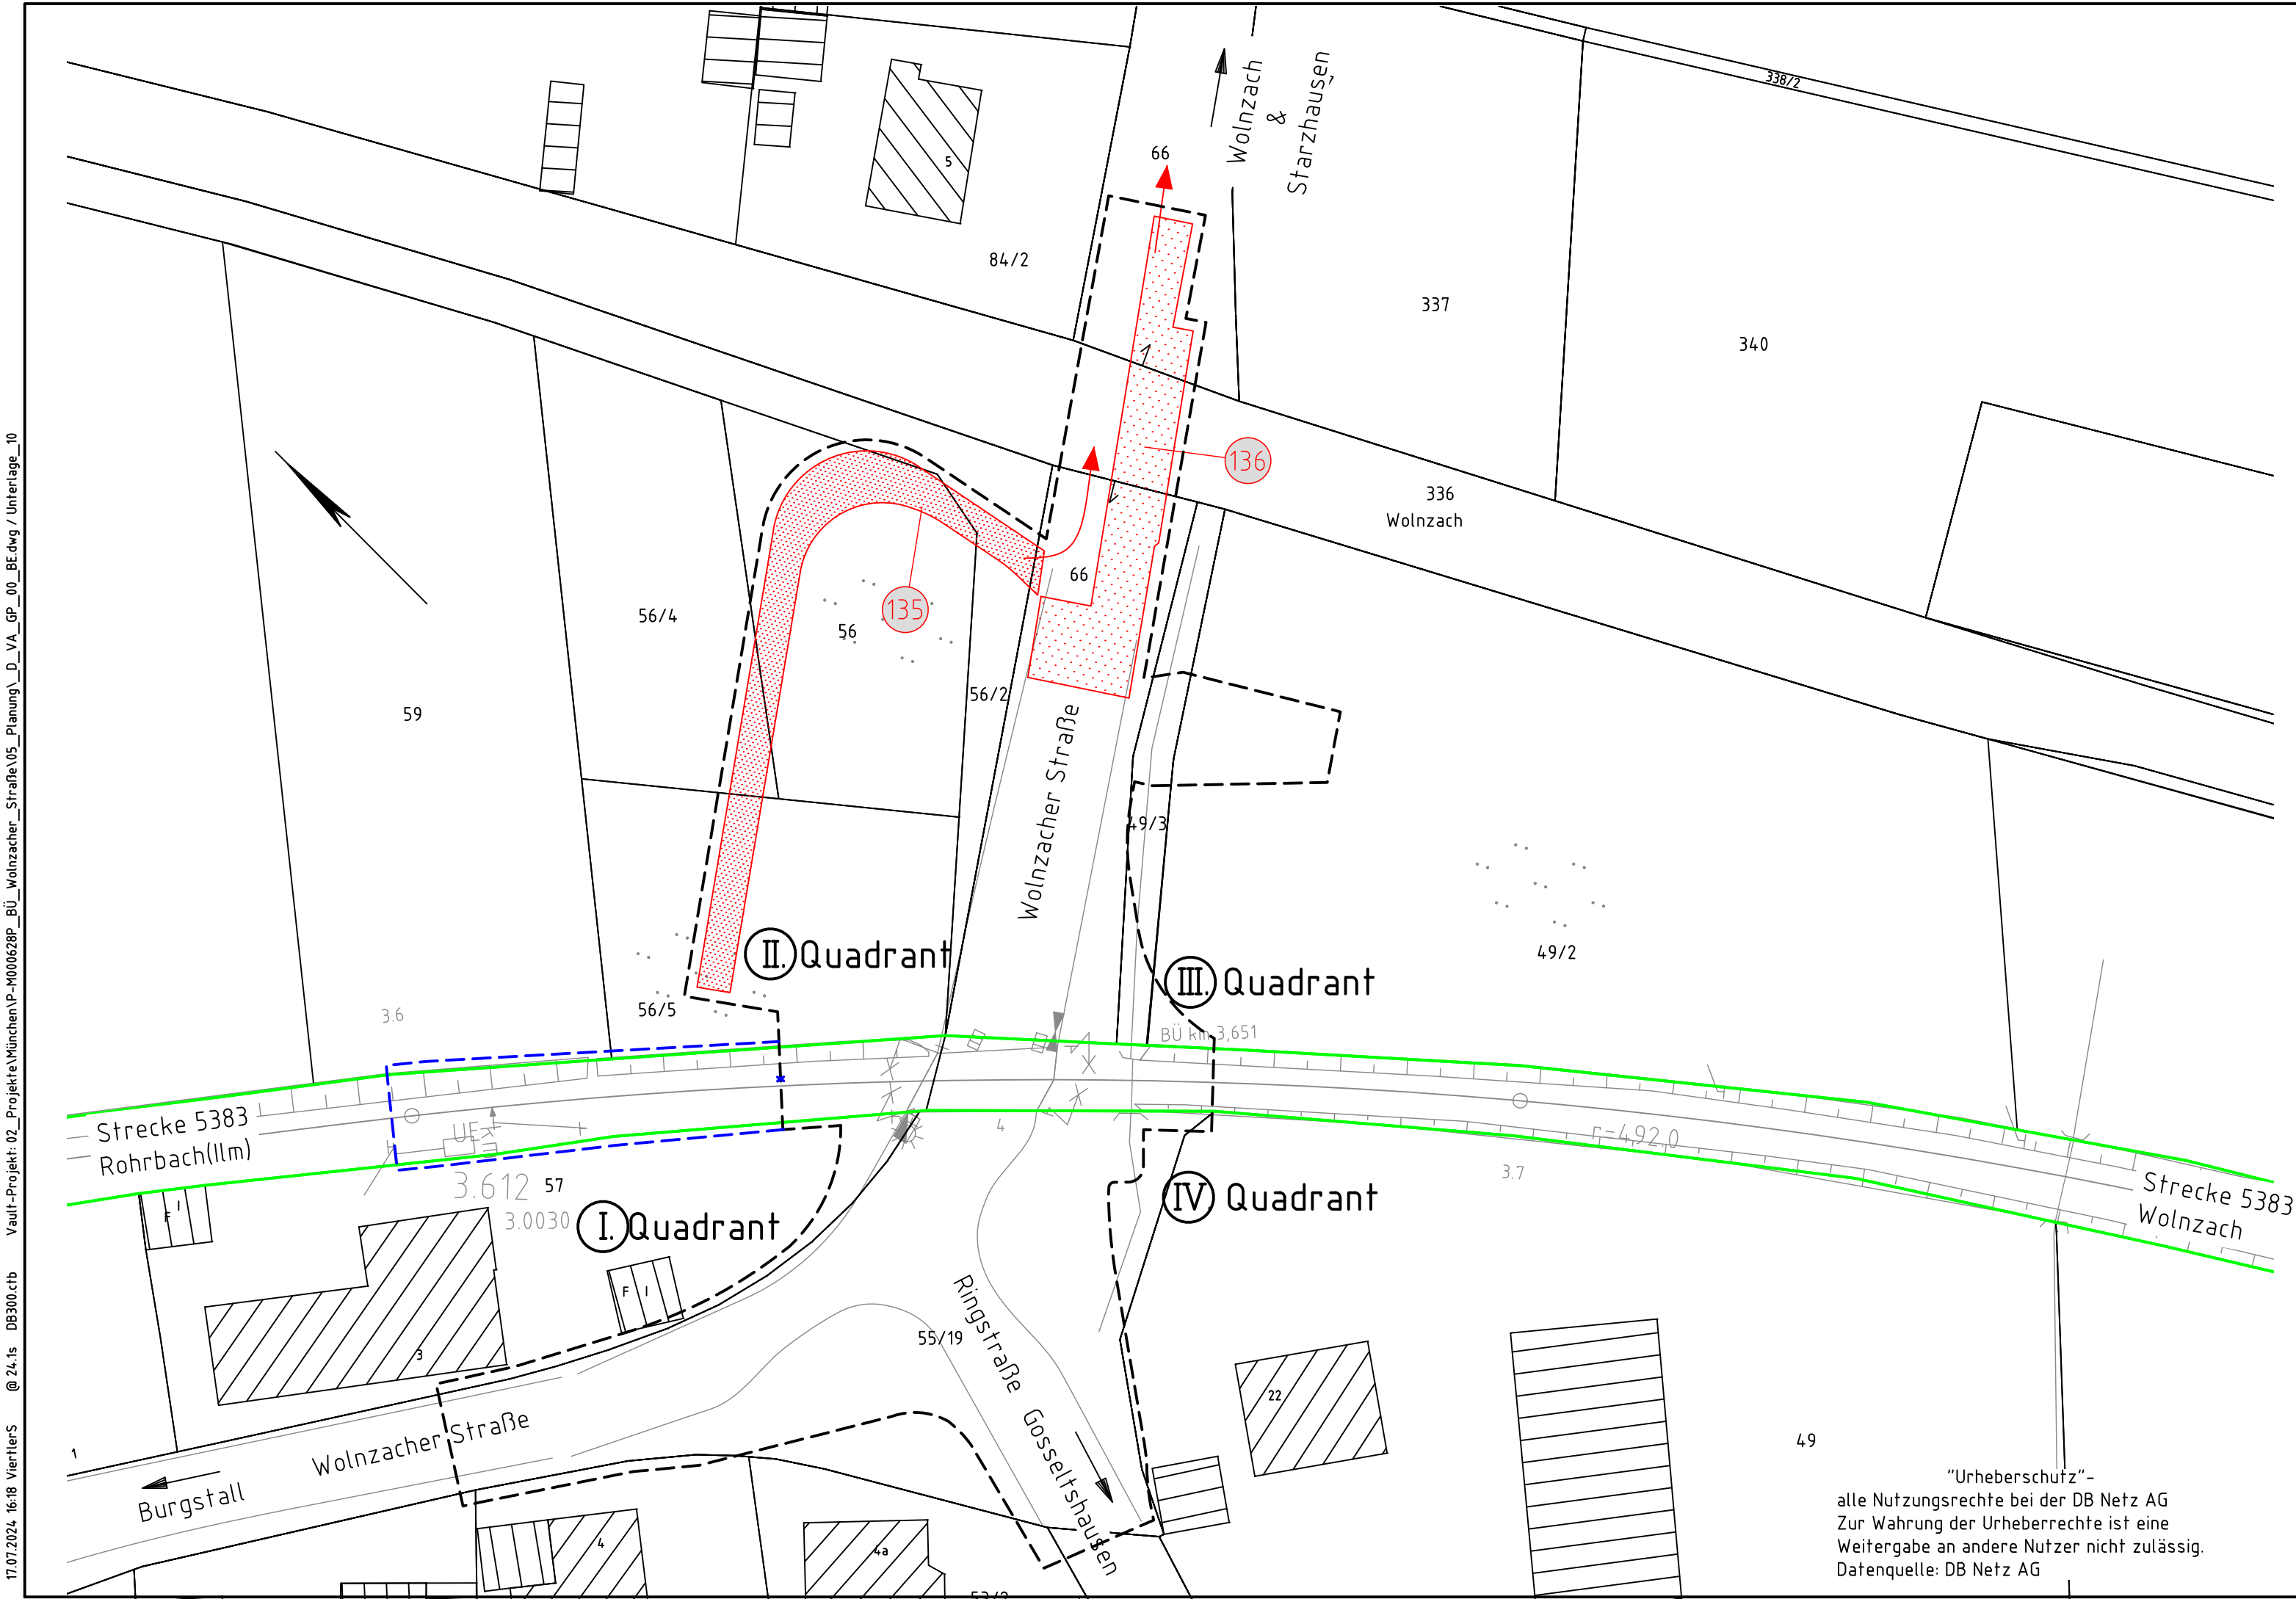 338/2
Wolnzach
&
Starzhausen
66
5
84/2
337
340
136
336
Wolnzach
66
135
56
56/4
56/2
59
Wolnzacher Straße
49/3
49/2
II. Quadrant
III. Quadrant
56/5
3.6
BÜ km 3,651
Strecke 5383
Rohrbach(Ilm)
UEx
4
r=492.0
3.7
3.612
57
3.0030
I. Quadrant
IV. Quadrant
Strecke 5383
Wolnzach
F
F
3
55/19
Ringstraße
Gosseltshausen
22
49
1
Wolnzacher Straße
Burgstall
4
4a
"Urheberschutz"-
alle Nutzungsrechte bei der DB Netz AG
Zur Wahrung der Urheberrechte ist eine
Weitergabe an andere Nutzer nicht zulässig.
Datenquelle: DB Netz AG
17.07.2024 16:18 ViertlerS @ 24.1s DB300.ctb Vault-Projekt: 02_Projekte\München\P-M000628P_BÜ_Wolnzacher_Straße\05_Planung\_D_VA_GP_00_BE.dwg / Unterlage_10